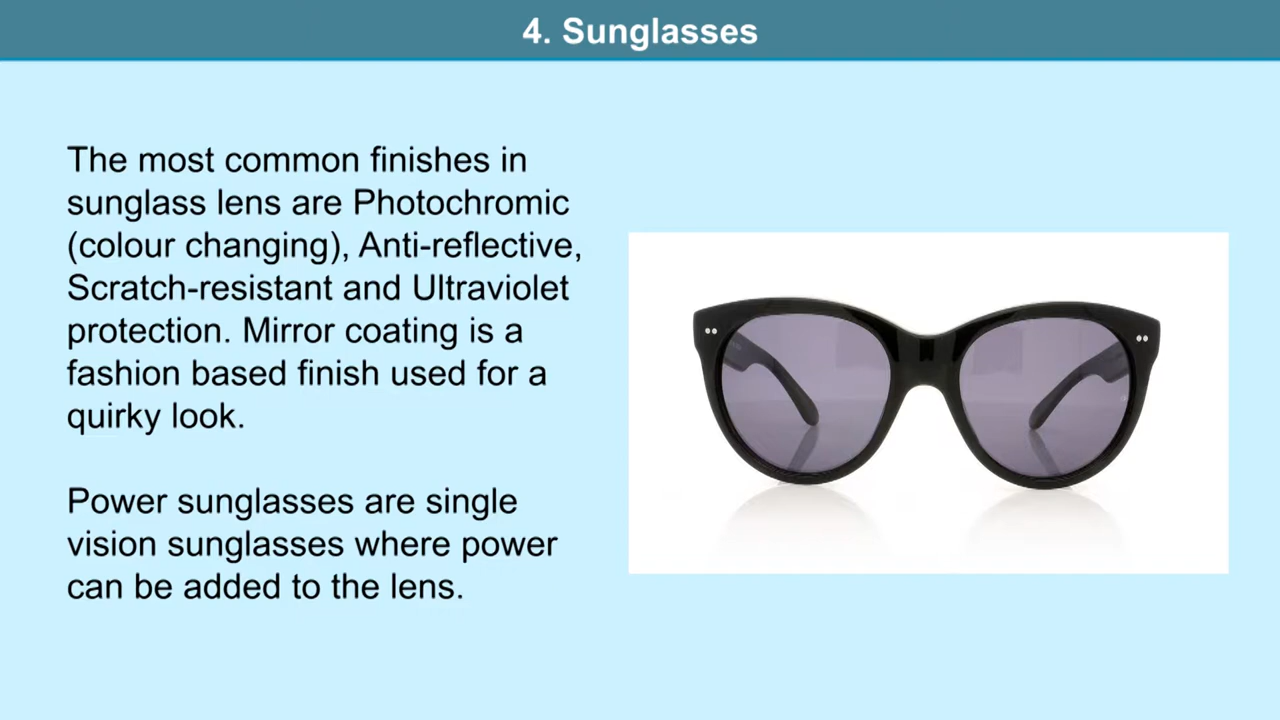 4. Sunglasses
The most common finishes in
sunglass lens are Photochromic
(colour changing), Anti-reflective,
Scratch-resistant and Ultraviolet
protection. Mirror coating is a
fashion based finish used for a
quirky look.
Power sunglasses are single
vision sunglasses where power
can be added to the lens.